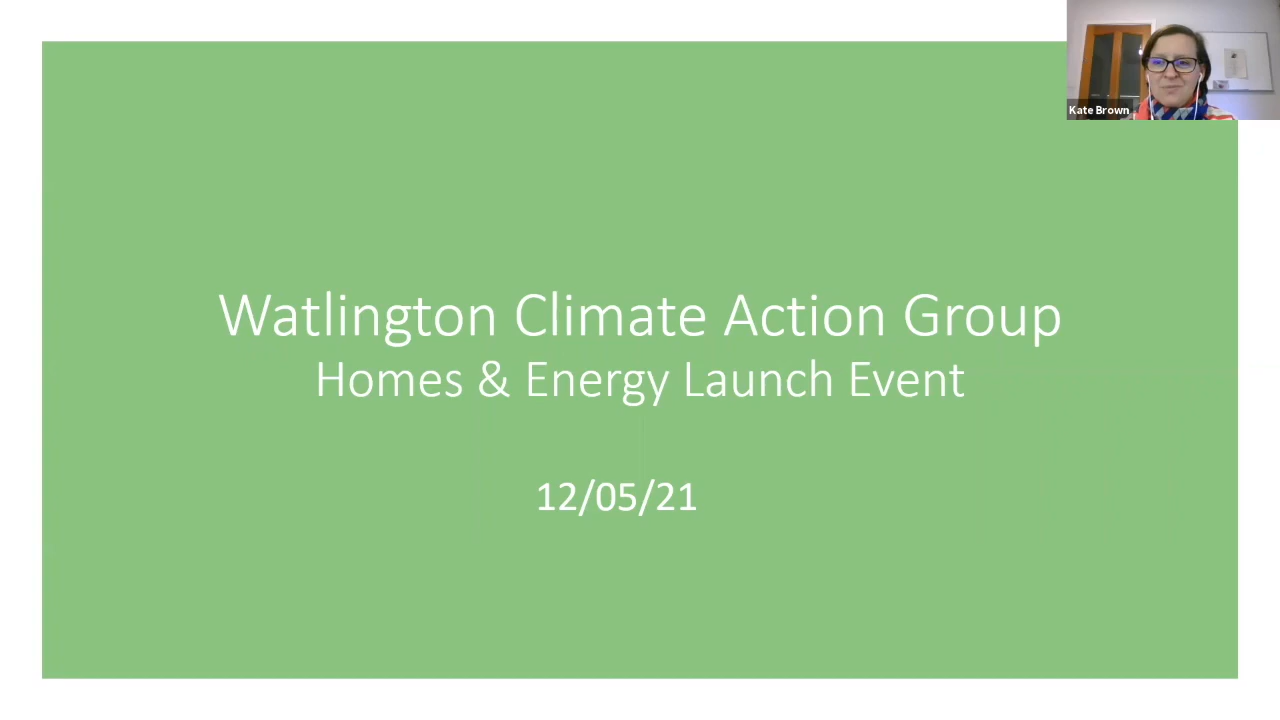 Kate Brown
Watlington Climate Action Group
Homes & Energy Launch Event
12/05/21